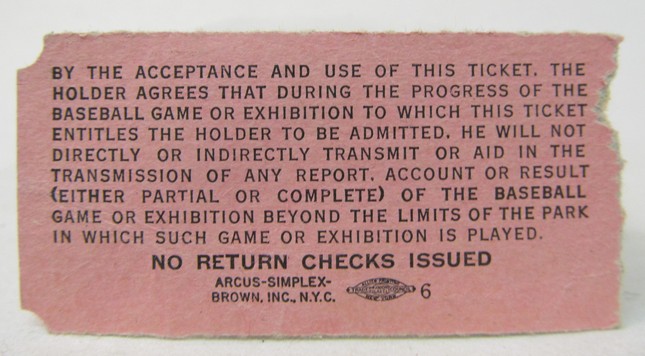 BY THE ACCEPTANCE AND USE OF THIS TICKET, THE
HOLDER AGREES THAT DURING THE PROGRESS OF THE
BASEBALL GAME OR EXHIBITION TO WHICH THIS TICKET
ENTITLES THE HOLDER TO BE ADMITTED, HE WILL NOT
DIRECTLY OR INDIRECTLY TRANSMIT OR AID IN THE
TRANSMISSION OF ANY REPORT, ACCOUNT OR RESULT
(EITHER PARTIAL OR COMPLETE) OF THE BASEBALL
GAME OR EXHIBITION BEYOND THE LIMITS OF THE PARK
IN WHICH SUCH GAME OR EXHIBITION IS PLAYED.
NO RETURN CHECKS ISSUED
ARCUS-SIMPLEX-
BROWN, INC., N.Y.C.
6